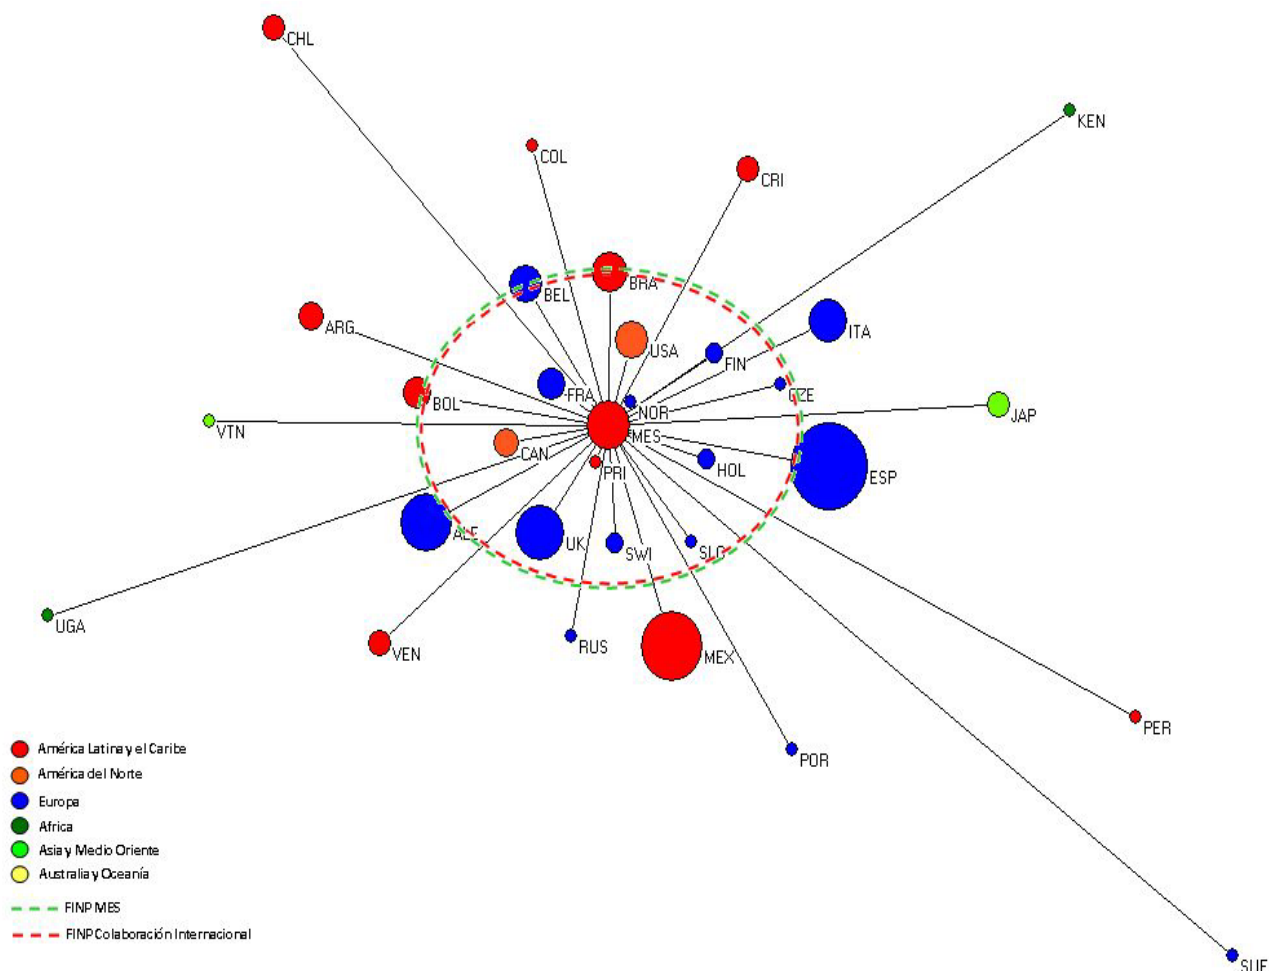 CHL
KEN
COL
CRI
BEL
BRA
ARG
USA
ITA
FIN
FRA
CZE
BOL
NOR
JAP
VTN
MES
CAN
PRI
HOL
ESP
ALE
UK
SWI
SLO
UGA
VEN
RUS
MEX
PER
POR
SUE
América Latina y el Caribe
América del Norte
Europa
Africa
Asia y Medio Oriente
Australia y Oceanía
FINP MES
FINP Colaboración Internacional